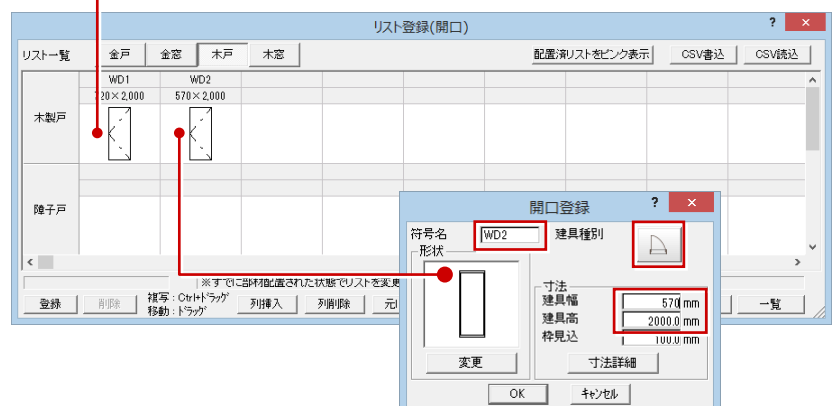 リスト登録(開口)
? ×
リスト一覧 金戸 金窓 木戸 木窓 配置済リストをピンク表示 CSV書込 CSV読込
WD1 WD2
20×2,000 570×2,000
木製戸
障子戸
※すでに部材配置された状態でリストを変更
登録 削除 複写:Ctrl+ドラッグ 列挿入 列削除 元 一覧
移動:ドラッグ
開口登録
? ×
符号名 WD2 建具種別
形状
寸法
建具幅 570 mm
建具高 2000.0 mm
枠見込 100.0 mm
変更 寸法詳細
OK キャンセル